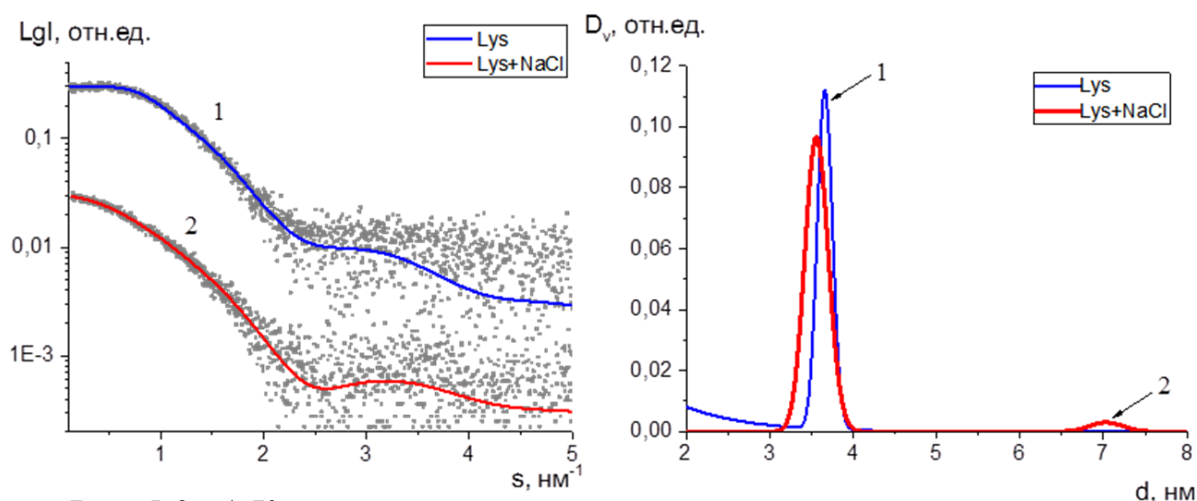 LgI, отн.ед.
Lys
Lys+NaCl
1
2
0,1
0,01
1E-3
1 2 3 4 5
s, нм⁻¹
Dᵥ, отн.ед.
Lys
Lys+NaCl
1
2
0,12
0,10
0,08
0,06
0,04
0,02
0,00
2 3 4 5 6 7 8
d, нм